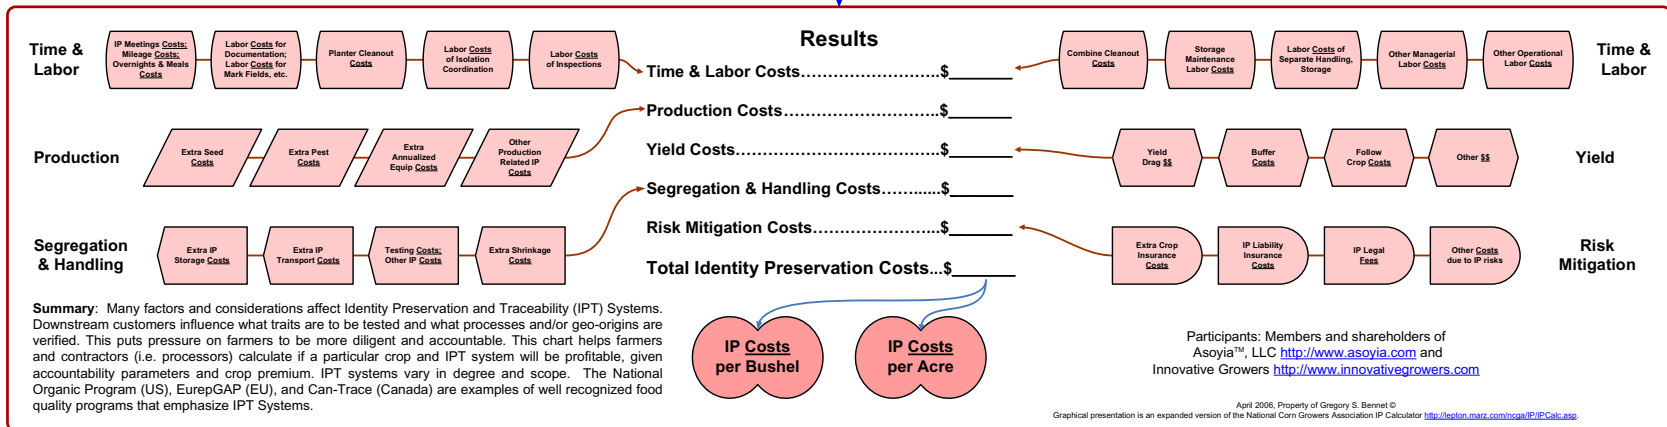 Results
Time &
Labor
IP Meetings Costs;
Mileage Costs;
Overnights & Meals
Costs
Labor Costs for
Documentation;
Labor Costs for
Mark Fields, etc.
Planter Cleanout
Costs
Labor Costs
of Isolation
Coordination
Labor Costs
of Inspections
Time & Labor Costs……………………..$_______
Combine Cleanout
Costs
Storage
Maintenance
Labor Costs
Labor Costs of
Separate Handling,
Storage
Other Managerial
Labor Costs
Other Operational
Labor Costs
Time &
Labor
Production
Extra Seed
Costs
Extra Pest
Costs
Extra
Annualized
Equip Costs
Other
Production
Related IP
Costs
Production Costs………………………..$_______
Yield Costs………………………………$_______
Yield
Drag $$
Buffer
Costs
Follow
Crop Costs
Other $$
Yield
Segregation & Handling Costs……......$_______
Segregation
& Handling
Extra IP
Storage Costs
Extra IP
Transport Costs
Testing Costs;
Other IP Costs
Extra Shrinkage
Costs
Risk Mitigation Costs…………………..$_______
Extra Crop
Insurance
Costs
IP Liability
Insurance
Costs
IP Legal
Fees
Other Costs
due to IP risks
Risk
Mitigation
Total Identity Preservation Costs...$_______
IP Costs
per Bushel
IP Costs
per Acre
Summary: Many factors and considerations affect Identity Preservation and Traceability (IPT) Systems.
Downstream customers influence what traits are to be tested and what processes and/or geo-origins are
verified. This puts pressure on farmers to be more diligent and accountable. This chart helps farmers
and contractors (i.e. processors) calculate if a particular crop and IPT system will be profitable, given
accountability parameters and crop premium. IPT systems vary in degree and scope. The National
Organic Program (US), EurepGAP (EU), and Can-Trace (Canada) are examples of well recognized food
quality programs that emphasize IPT Systems.
Participants: Members and shareholders of
Asoyia™, LLC http://www.asoyia.com and
Innovative Growers http://www.innovativegrowers.com
April 2006, Property of Gregory S. Bennet ©
Graphical presentation is an expanded version of the National Corn Growers Association IP Calculator http://lepton.marz.com/ncga/IP/IPCalc.asp.